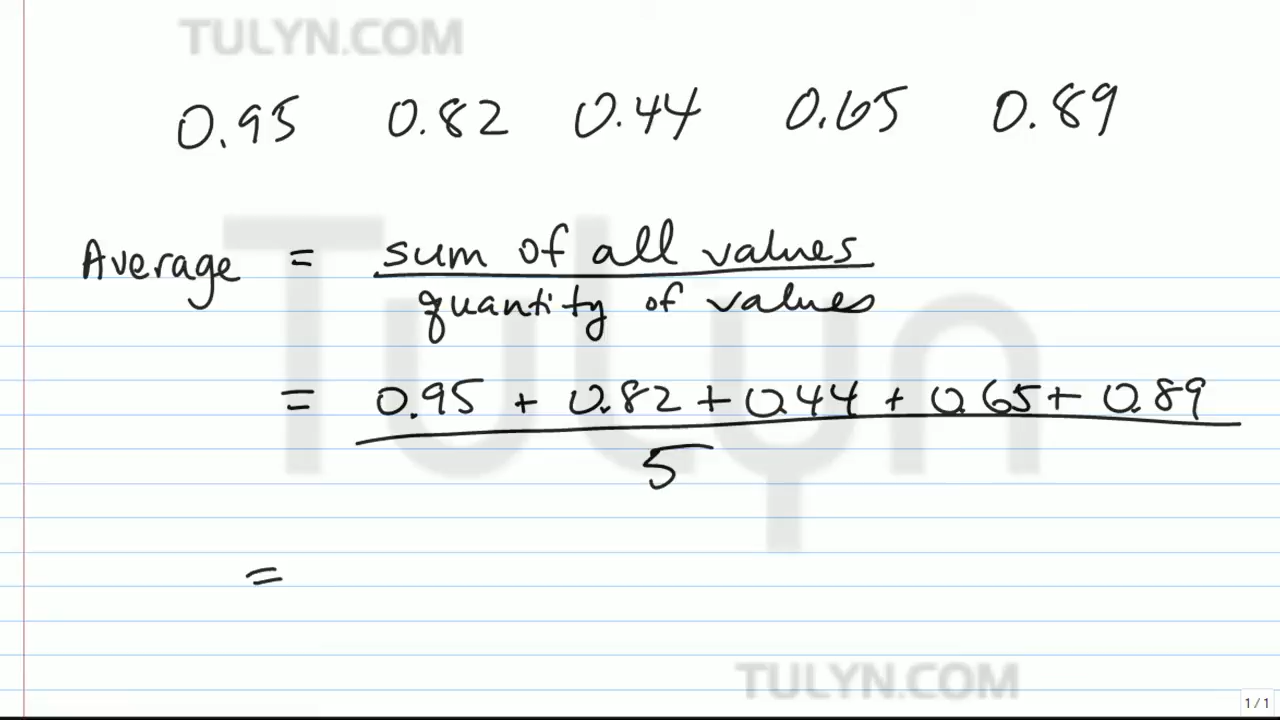 TULYN.COM
0.95 0.82 0.44 0.65 0.89
Average = sum of all values
quantity of values
= 0.95 + 0.82 + 0.44 + 0.65 + 0.89
5
=
Tulyn
TULYN.COM
1/1